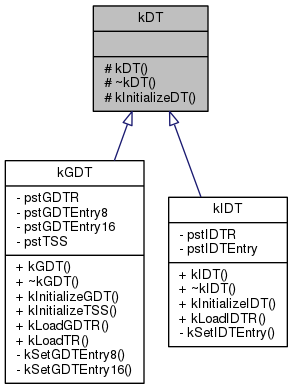 kDT
# kDT()
# ~kDT()
# kInitializeDT()
kGDT
- pstGDTR
- pstGDTEntry8
- pstGDTEntry16
- pstTSS
+ kGDT()
+ ~kGDT()
+ kInitializeGDT()
+ kInitializeTSS()
+ kLoadGDTR()
+ kLoadTR()
- kSetGDTEntry8()
- kSetGDTEntry16()
kIDT
- pstIDTR
- pstIDTEntry
+ kIDT()
+ ~kIDT()
+ kInitializeIDT()
+ kLoadIDTR()
- kSetIDTEntry()